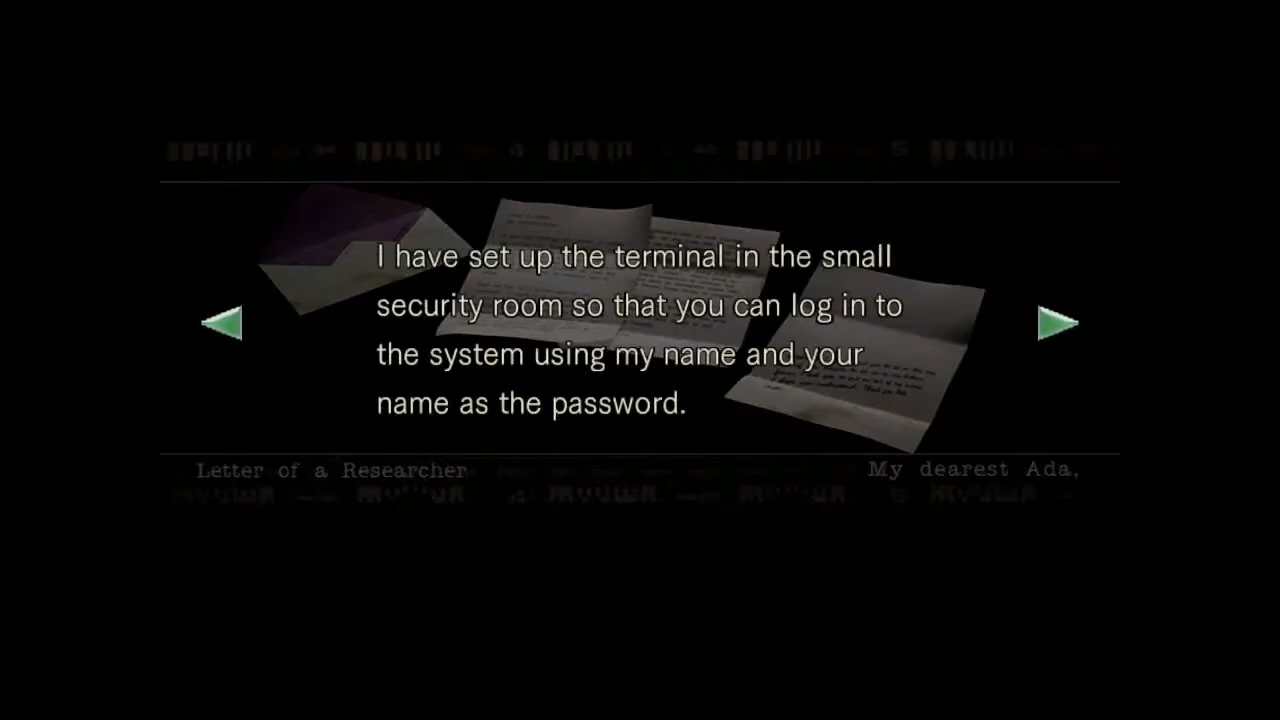 I have set up the terminal in the small
security room so that you can log in to
the system using my name and your
name as the password.
Letter of a Researcher
My dearest Ada,